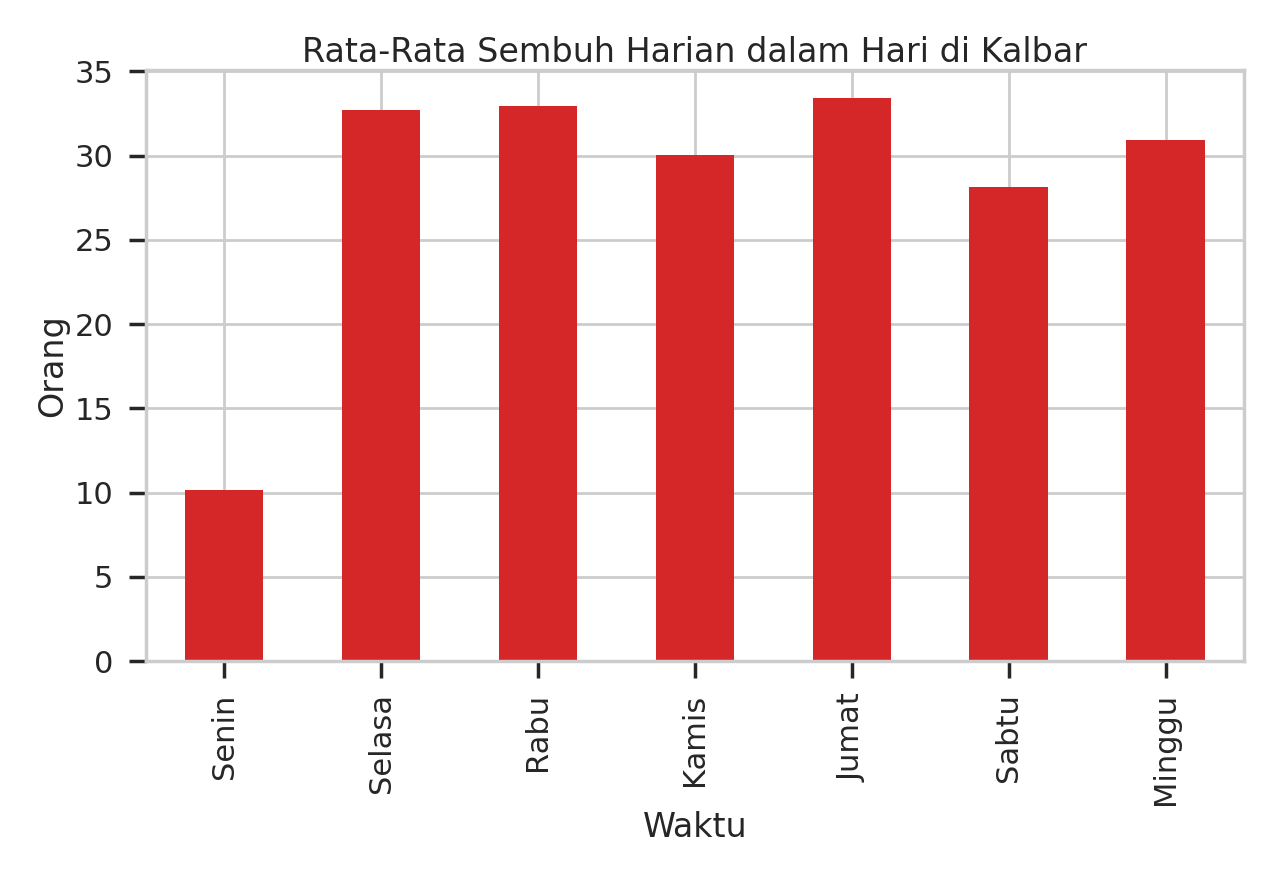 Rata-Rata Sembuh Harian dalam Hari di Kalbar
35
30
25
20
15
10
5
0
Orang
Senin
Selasa
Rabu
Kamis
Jumat
Sabtu
Minggu
Waktu